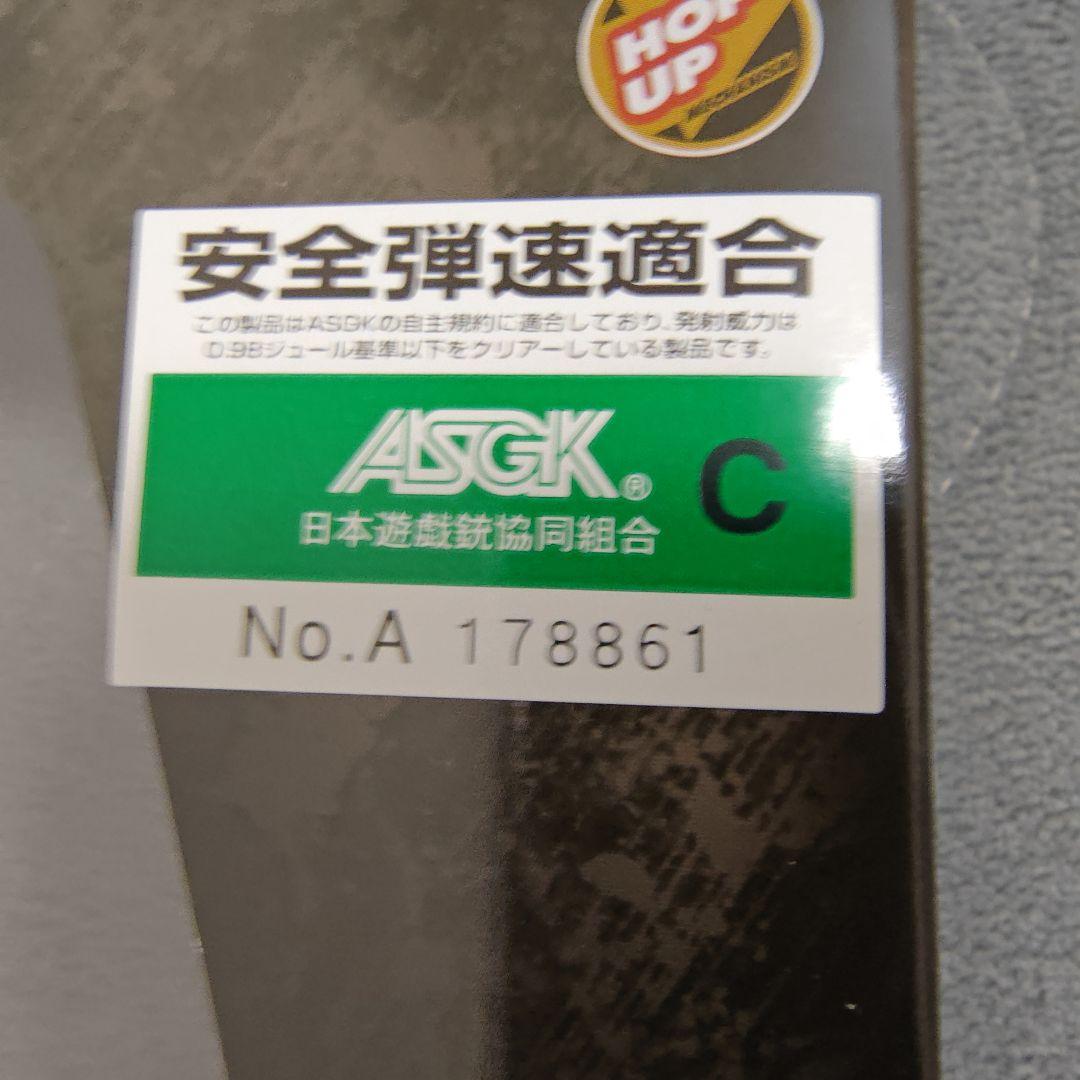 HOP
UP
MECHANISM
安全弾速適合
この製品はASGKの自主規約に適合しており、発射威力は
0.98ジュール基準以下をクリアーしている製品です。
ASGK®
C
日本遊戯銃協同組合
No.A 178861